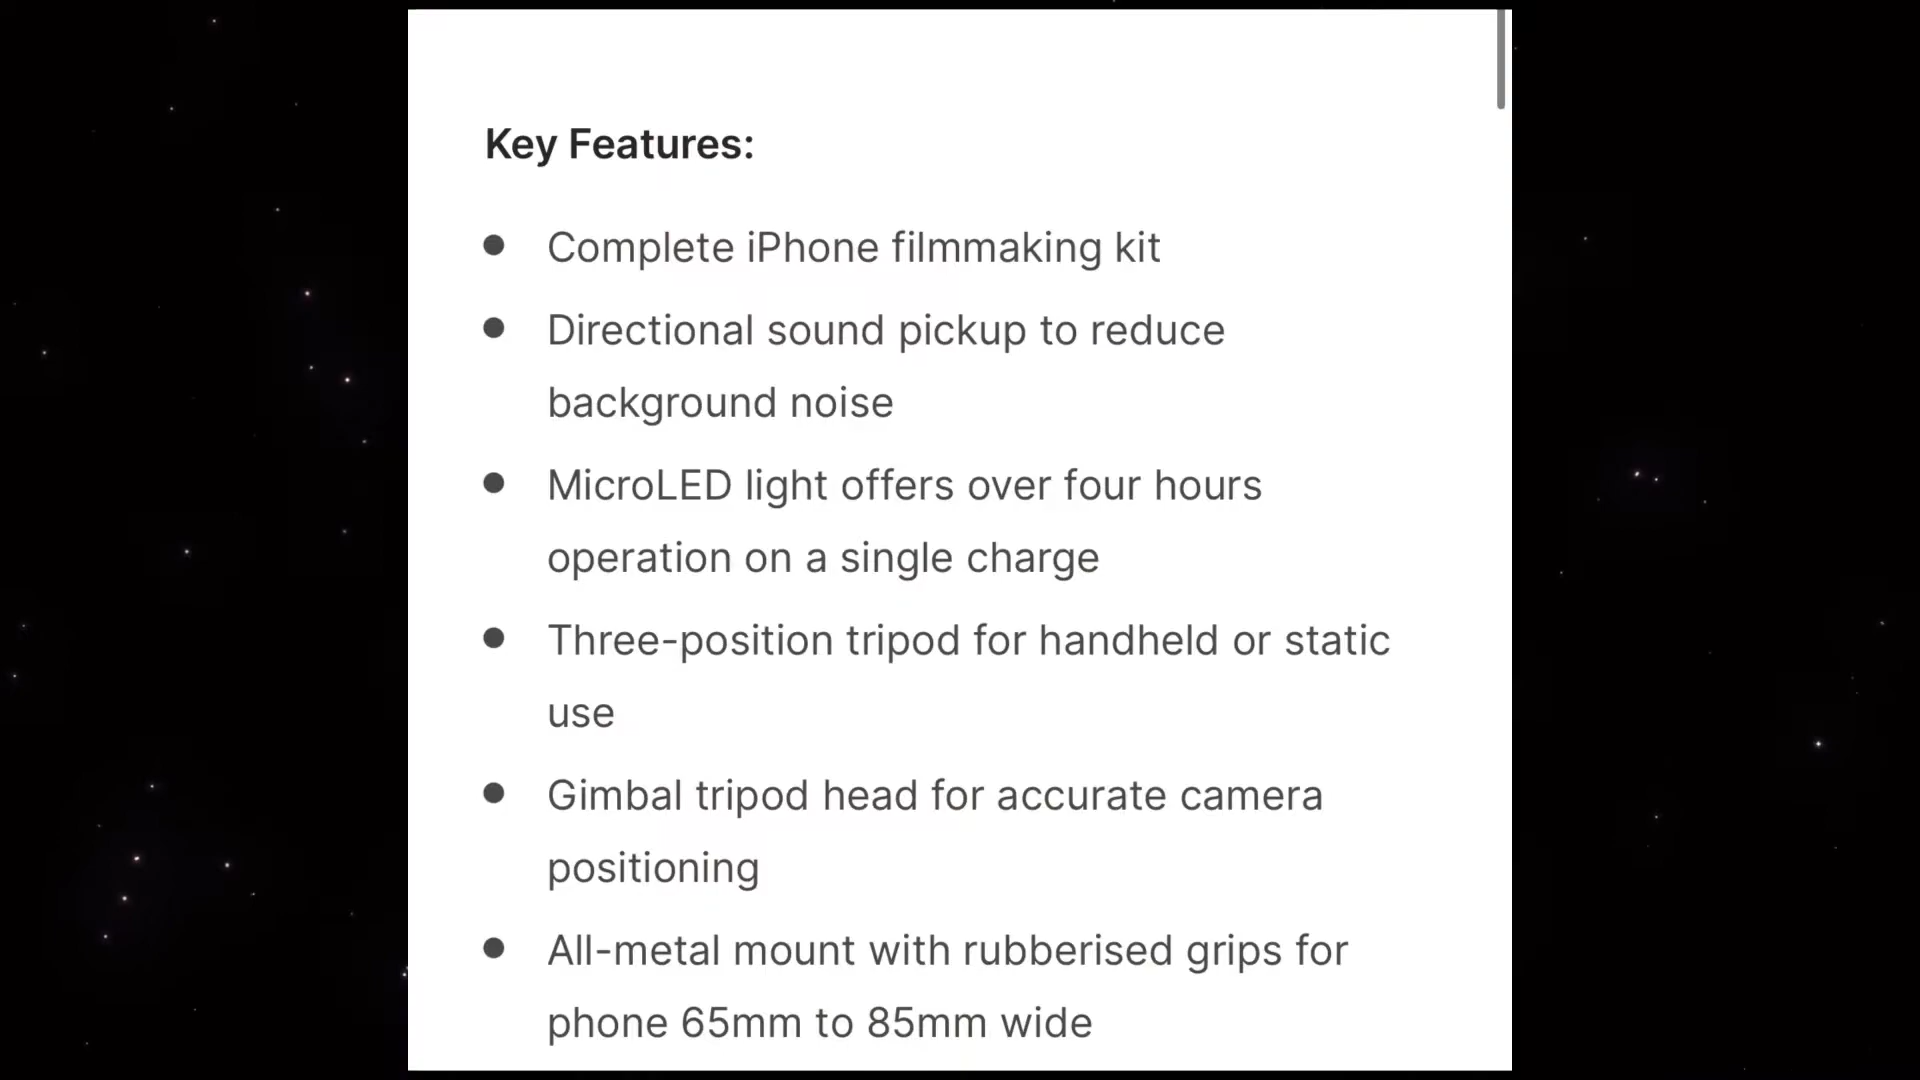 Key Features:
Complete iPhone filmmaking kit
Directional sound pickup to reduce
background noise
MicroLED light offers over four hours
operation on a single charge
Three-position tripod for handheld or static
use
Gimbal tripod head for accurate camera
positioning
All-metal mount with rubberised grips for
phone 65mm to 85mm wide